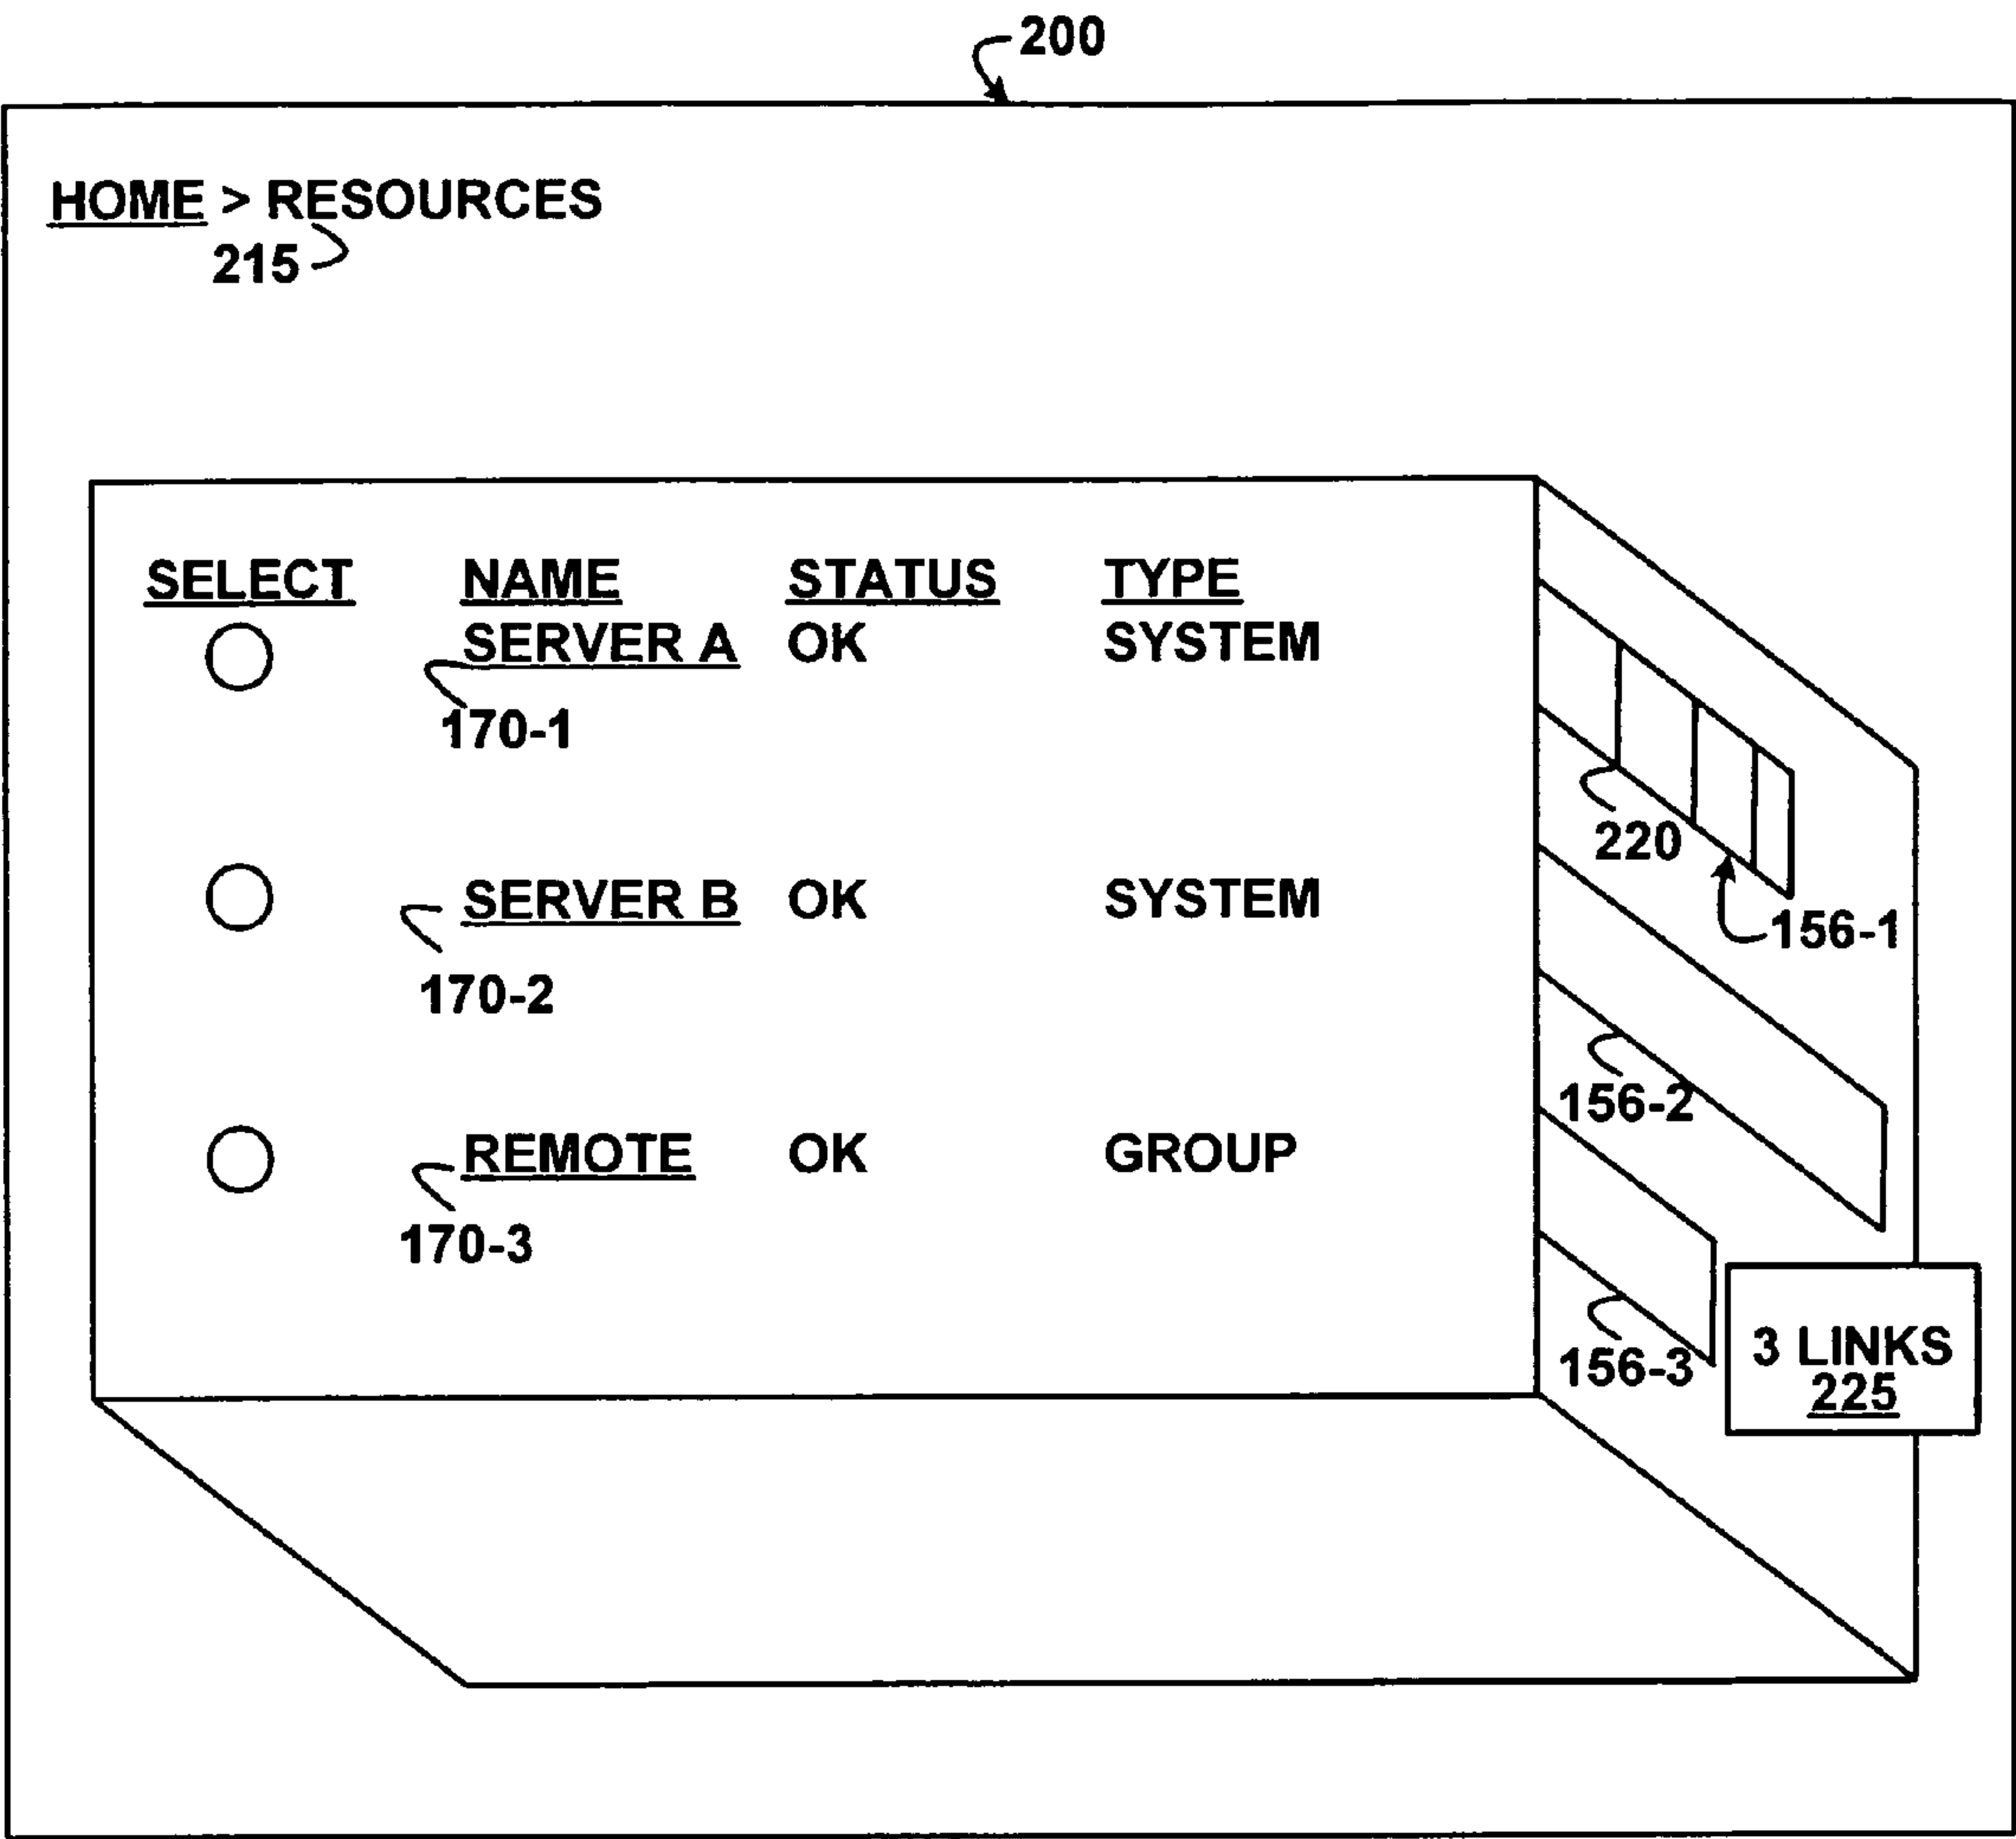 200
HOME > RESOURCES
215
SELECT NAME STATUS TYPE
SERVER A OK SYSTEM
170-1
220
SERVER B OK SYSTEM
156-1
170-2
156-2
REMOTE OK GROUP
170-3
3 LINKS
156-3
225